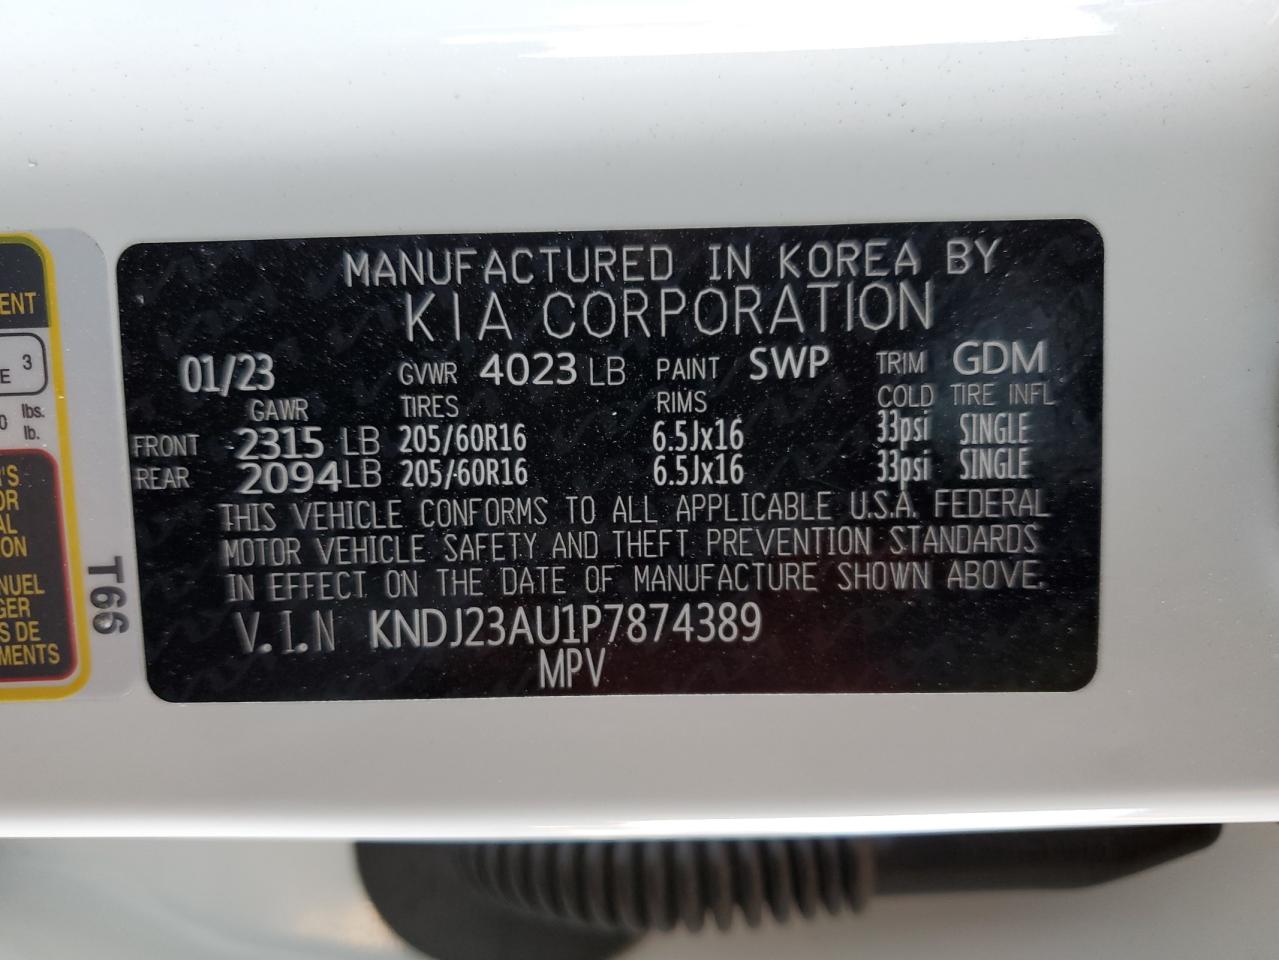 MANUFACTURED IN KOREA BY
KIA CORPORATION
01/23 GVWR 4023 LB PAINT SWP TRIM GDM
GAWR TIRES RIMS COLD TIRE INFL
FRONT 2315 LB 205/60R16 6.5Jx16 33psi SINGLE
REAR 2094 LB 205/60R16 6.5Jx16 33psi SINGLE
THIS VEHICLE CONFORMS TO ALL APPLICABLE U.S.A. FEDERAL
MOTOR VEHICLE SAFETY AND THEFT PREVENTION STANDARDS
IN EFFECT ON THE DATE OF MANUFACTURE SHOWN ABOVE.
V.I.N KNDJ23AU1P7874389
MPV
3
lbs.
lb.
T66